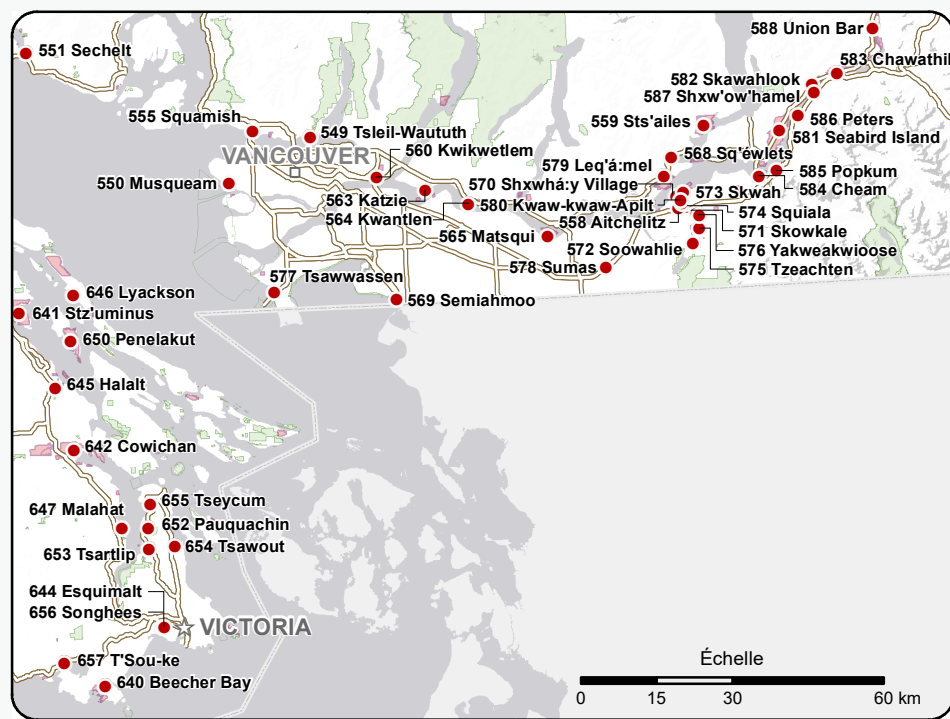 588 Union Bar
551 Sechelt
583 Chawathil
582 Skawahlook
587 Shxw'ow'hamel
555 Squamish
549 Tsleil-Waututh
559 Sts'ailes
586 Peters
581 Seabird Island
VANCOUVER
560 Kwikwetlem
568 Sq'éwlets
579 Leq'á:mel
585 Popkum
550 Musqueam
570 Shxwhá:y Village
573 Skwah
584 Cheam
563 Katzie
580 Kwaw-kwaw-Apilt
574 Squiala
564 Kwantlen
558 Aitchelitz
571 Skowkale
565 Matsqui
572 Soowahlie
576 Yakweakwioose
578 Sumas
575 Tzeachten
577 Tsawwassen
646 Lyackson
569 Semiahmoo
641 Stz'uminus
650 Penelakut
645 Halalt
642 Cowichan
655 Tseycum
647 Malahat
652 Pauquachin
653 Tsartlip
654 Tsawout
644 Esquimalt
656 Songhees
VICTORIA
657 T'Sou-ke
640 Beecher Bay
Échelle
0 15 30 60 km